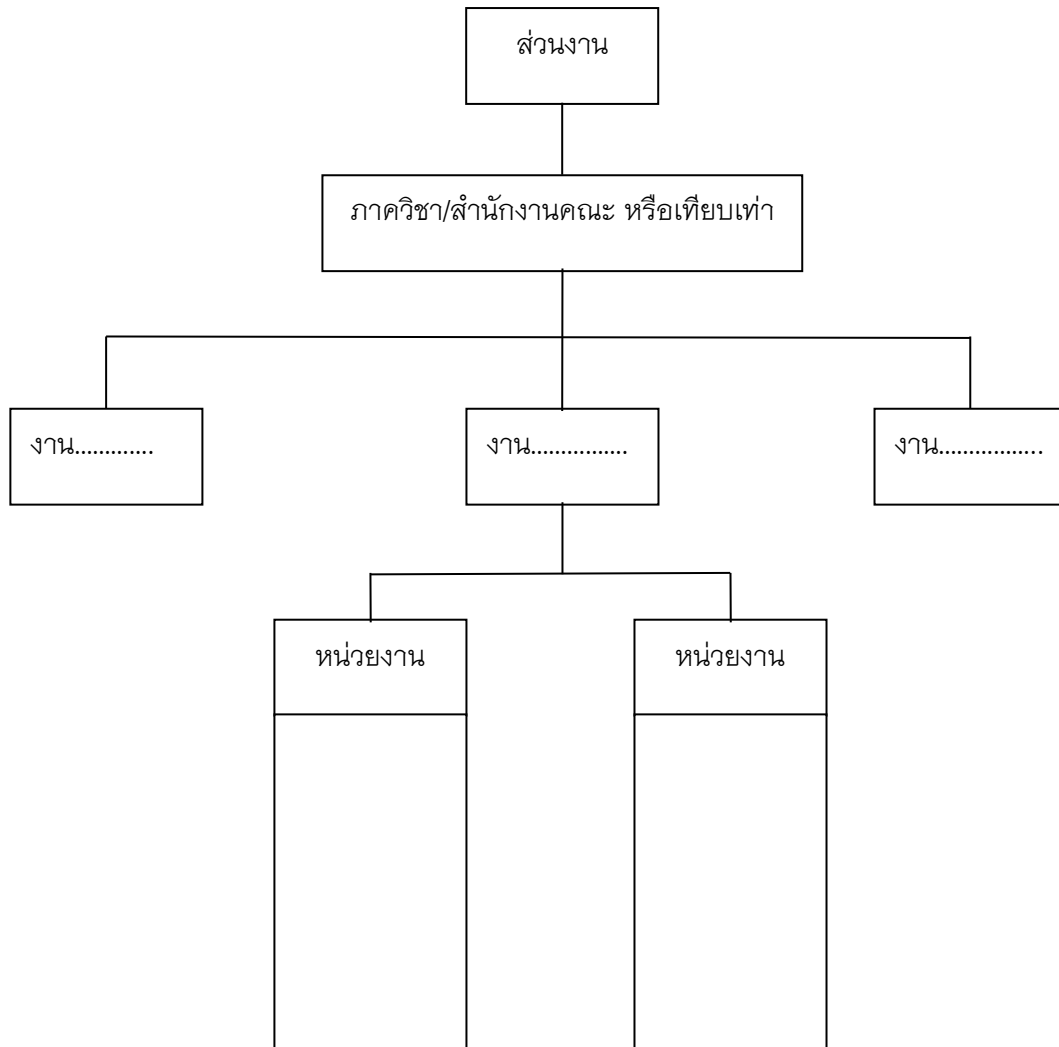 ส่วนงาน
ภาควิชา/สำนักงานคณะ หรือเทียบเท่า
งาน.............
งาน................
งาน.................
หน่วยงาน
หน่วยงาน